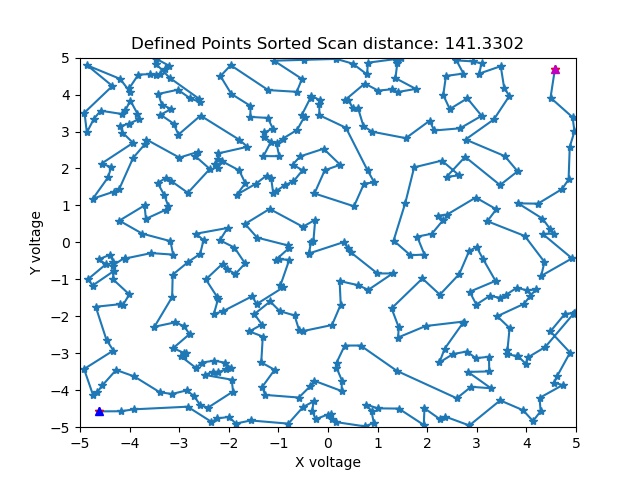 Defined Points Sorted Scan distance: 141.3302
5
4
3
2
1
0
−1
−2
−3
−4
−5
Y voltage
−5 −4 −3 −2 −1 0 1 2 3 4 5
X voltage